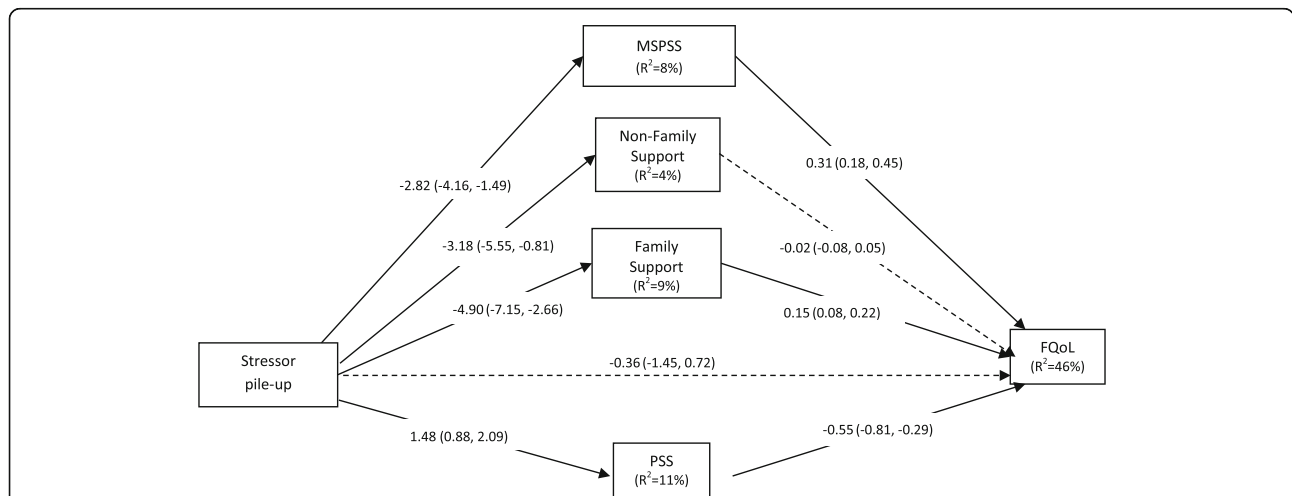 MSPSS
(R²=8%)
Non-Family
Support
(R²=4%)
0.31 (0.18, 0.45)
-2.82 (-4.16, -1.49)
-3.18 (-5.55, -0.81)
Family
Support
(R²=9%)
-0.02 (-0.08, 0.05)
-4.90 (-7.15, -2.66)
0.15 (0.08, 0.22)
Stressor
pile-up
-0.36 (-1.45, 0.72)
FQoL
(R²=46%)
1.48 (0.88, 2.09)
-0.55 (-0.81, -0.29)
PSS
(R²=11%)